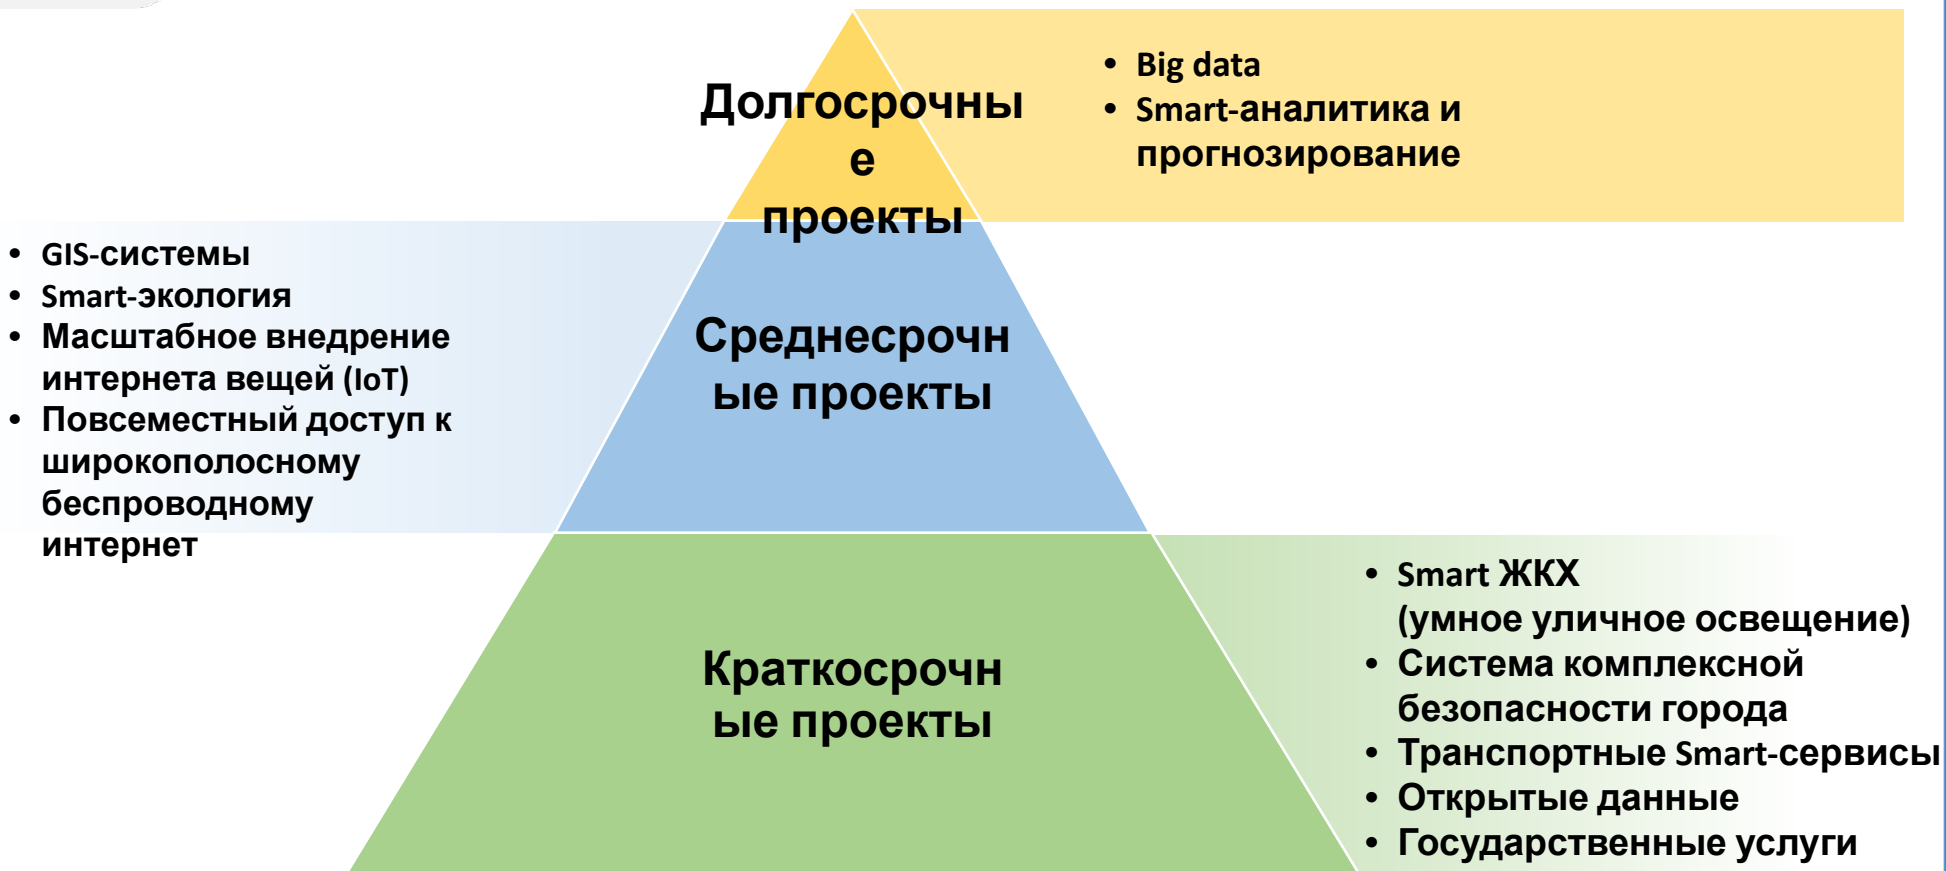 Долгосрочны
е
проекты
• Big data
• Smart-аналитика и
прогнозирование
• GIS-системы
• Smart-экология
• Масштабное внедрение
интернета вещей (IoT)
• Повсеместный доступ к
широкополосному
беспроводному
интернет
Среднесрочн
ые проекты
Краткосрочн
ые проекты
• Smart ЖКХ
(умное уличное освещение)
• Система комплексной
безопасности города
• Транспортные Smart-сервисы
• Открытые данные
• Государственные услуги